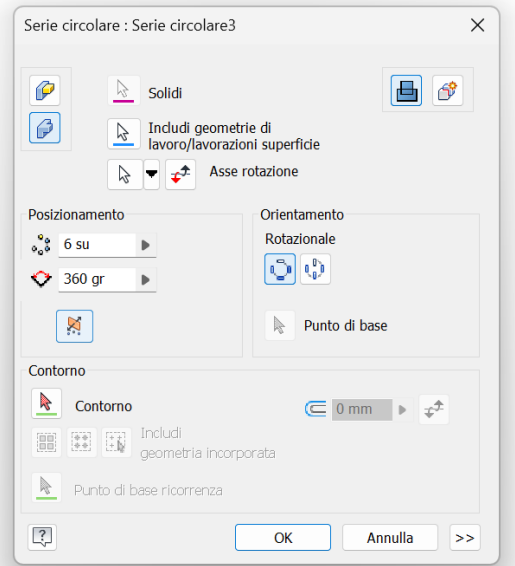 Serie circolare : Serie circolare3
Solidi
Includi geometrie di
lavoro/lavorazioni superficie
Asse rotazione
Posizionamento
6 su
360 gr
Orientamento
Rotazionale
Punto di base
Contorno
Contorno
0 mm
Includi
geometria incorporata
Punto di base ricorrenza
?
OK
Annulla
>>